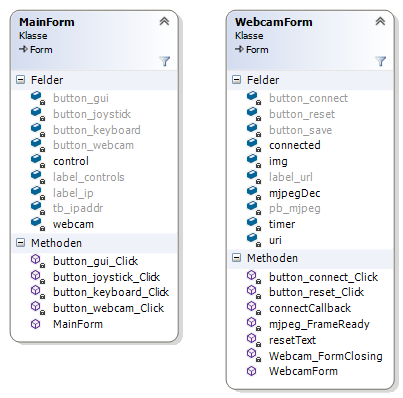 MainForm
Klasse
Form
Felder
button_gui
button_joystick
button_keyboard
button_webcam
control
label_controls
label_ip
tb_ipaddr
webcam
Methoden
button_gui_Click
button_joystick_Click
button_keyboard_Click
button_webcam_Click
MainForm
WebcamForm
Klasse
Form
Felder
button_connect
button_reset
button_save
connected
img
label_url
mjpegDec
pb_mjpeg
timer
uri
Methoden
button_connect_Click
button_reset_Click
connectCallback
mjpeg_FrameReady
resetText
Webcam_FormClosing
WebcamForm